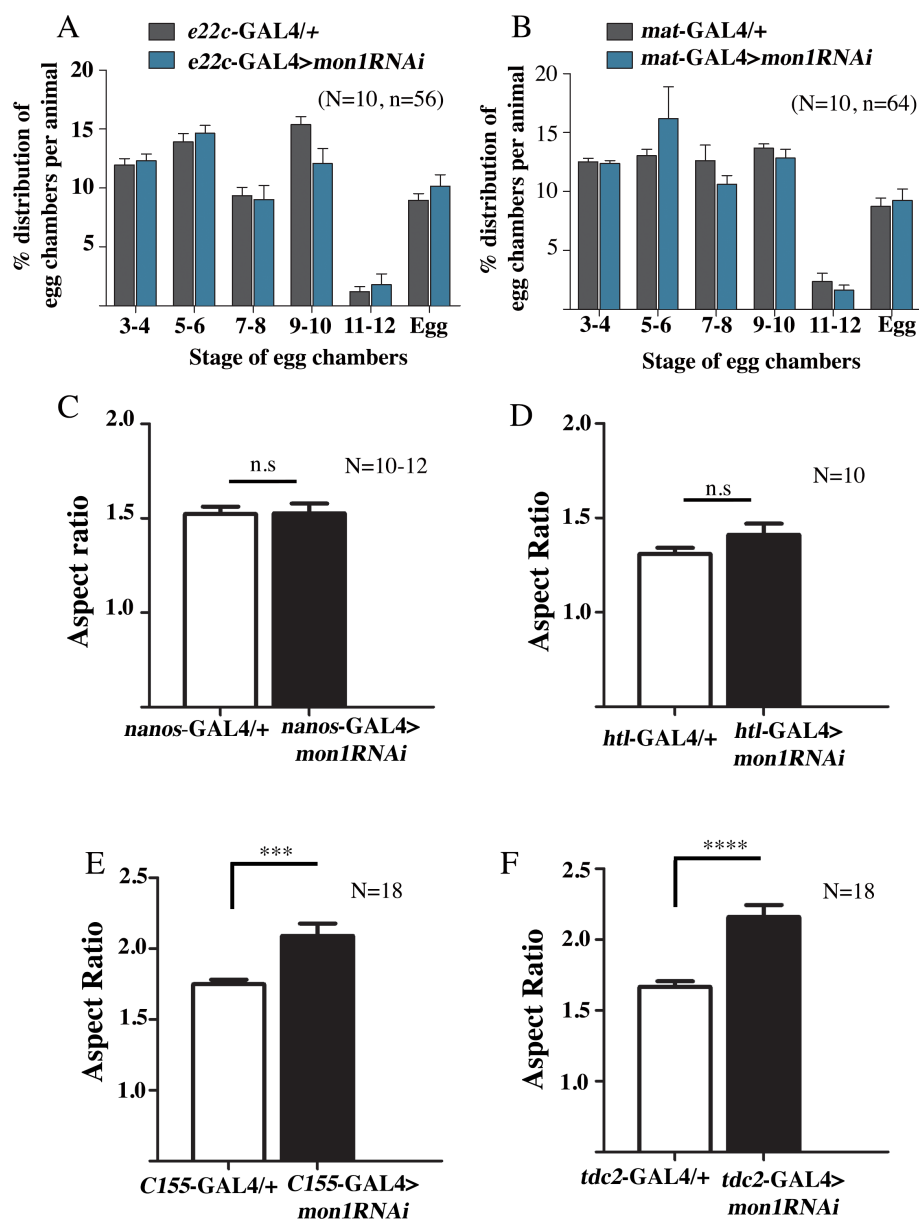 A
e22c-GAL4/+
e22c-GAL4>mon1RNAi
% distribution of
egg chambers per animal
20
15
10
5
(N=10, n=56)
3-4 5-6 7-8 9-10 11-12 Egg
Stage of egg chambers
B
mat-GAL4/+
mat-GAL4>mon1RNAi
% distribution of
egg chambers per animal
20
15
10
5
(N=10, n=64)
3-4 5-6 7-8 9-10 11-12 Egg
Stage of egg chambers
C
Aspect ratio
2.0
1.5
1.0
n.s
N=10-12
nanos-GAL4/+ nanos-GAL4>
mon1RNAi
D
Aspect Ratio
2.0
1.5
1.0
n.s
N=10
htl-GAL4/+ htl-GAL4>
mon1RNAi
E
Aspect Ratio
2.5
2.0
1.5
1.0
***
N=18
C155-GAL4/+ C155-GAL4>
mon1RNAi
F
Aspect Ratio
2.5
2.0
1.5
1.0
****
N=18
tdc2-GAL4/+ tdc2-GAL4>
mon1RNAi